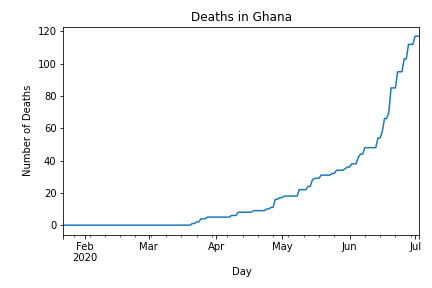 Deaths in Ghana
Number of Deaths
120
100
80
60
40
20
0
Feb
2020
Mar
Apr
May
Jun
Jul
Day